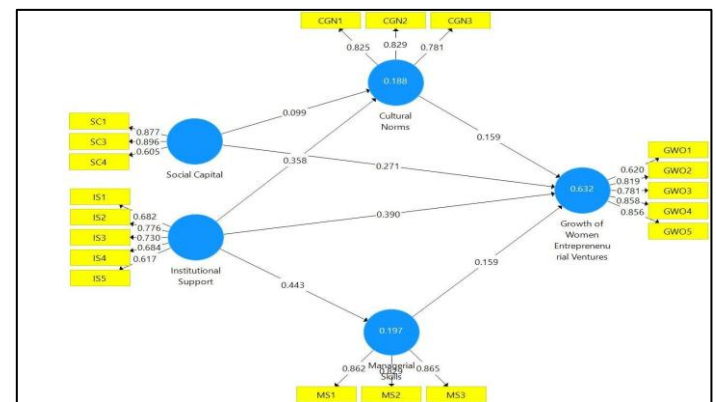 CGN1 CGN2 CGN3
0.825 0.829 0.781
0.188
Cultural
Norms
SC1
SC3
SC4
0.877
0.896
0.605
Social Capital
0.099
0.358
0.159
0.271
0.390
0.443
0.159
IS1
IS2
IS3
IS4
IS5
0.682
0.776
0.730
0.684
0.617
Institutional
Support
0.632
Growth of
Women
Entreprenenu
rial Ventures
GWO1
GWO2
GWO3
GWO4
GWO5
0.620
0.819
0.781
0.858
0.856
0.197
Managerial
Skills
0.862 0.865
MS1 MS2 MS3